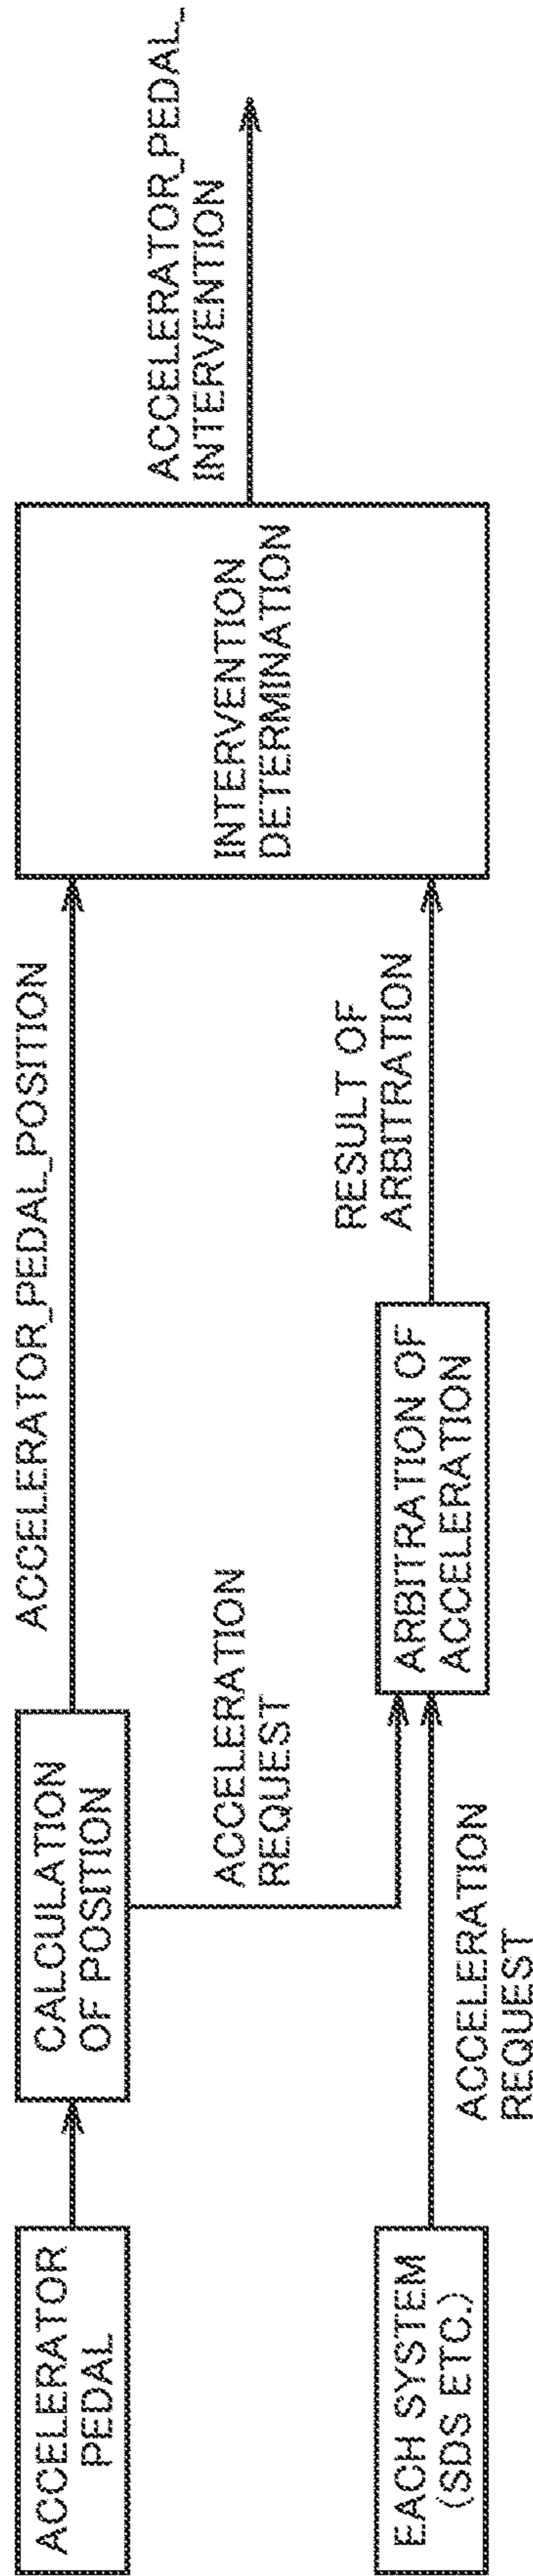 ACCELERATOR
PEDAL
CALCULATION
OF POSITION
ACCELERATOR_PEDAL_POSITION
ACCELERATION
REQUEST
EACH SYSTEM
(SDS ETC.)
ACCELERATION
REQUEST
ARBITRATION OF
ACCELERATION
RESULT OF
ARBITRATION
INTERVENTION
DETERMINATION
ACCELERATOR_PEDAL_
INTERVENTION